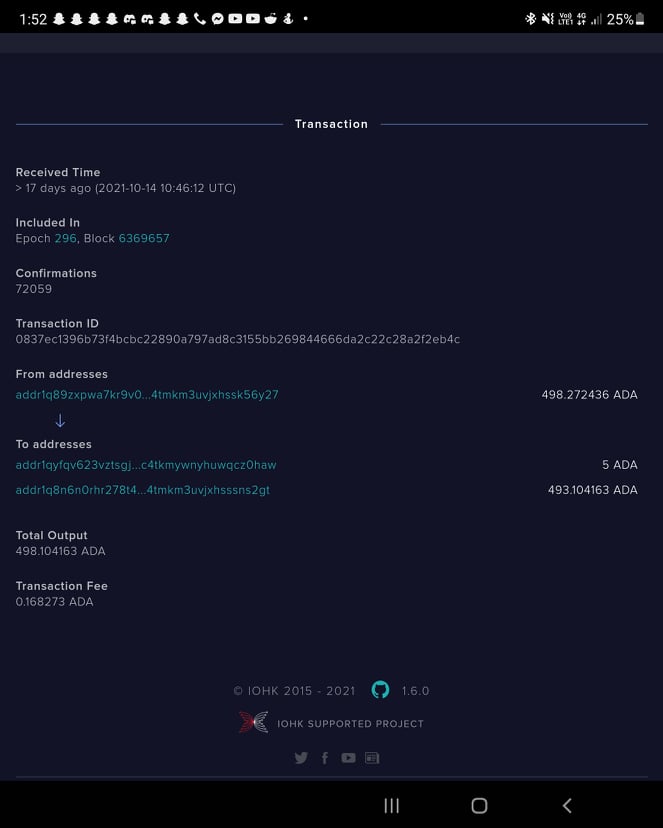 1:52
Vo)) 4G
LTE1
25%
Transaction
Received Time
> 17 days ago (2021-10-14 10:46:12 UTC)
Included In
Epoch 296, Block 6369657
Confirmations
72059
Transaction ID
0837ec1396b73f4bcbc22890a797ad8c3155bb269844666da2c22c28a2f2eb4c
From addresses
addr1q89zxpwa7kr9v0...4tmkm3uvjxhssk56y27 498.272436 ADA
To addresses
addr1qyfqv623vztsgj...c4tkmywnyhuwqcz0haw 5 ADA
addr1q8n6n0rhr278t4...4tmkm3uvjxhsssns2gt 493.104163 ADA
Total Output
498.104163 ADA
Transaction Fee
0.168273 ADA
© IOHK 2015 - 2021 1.6.0
IOHK SUPPORTED PROJECT